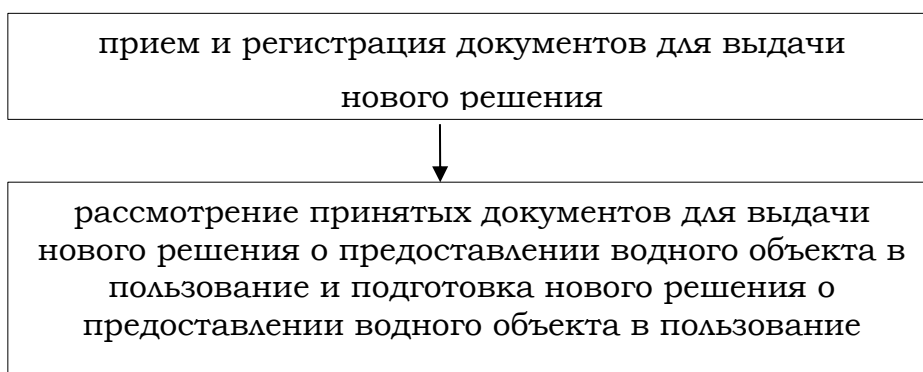 прием и регистрация документов для выдачи
нового решения
рассмотрение принятых документов для выдачи
нового решения о предоставлении водного объекта в
пользование и подготовка нового решения о
предоставлении водного объекта в пользование